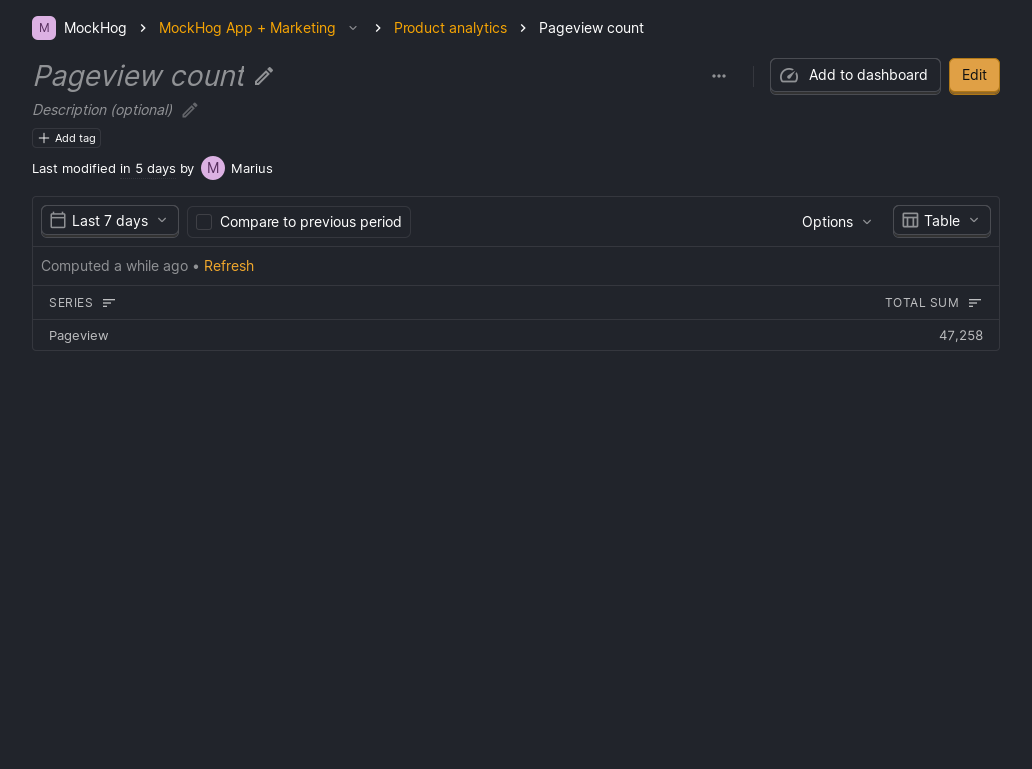 M MockHog MockHog App + Marketing Product analytics Pageview count
Pageview count
Add to dashboard Edit
Description (optional)
Add tag
Last modified in 5 days by M Marius
Last 7 days Compare to previous period Options Table
Computed a while ago • Refresh
SERIES TOTAL SUM
Pageview 47,258